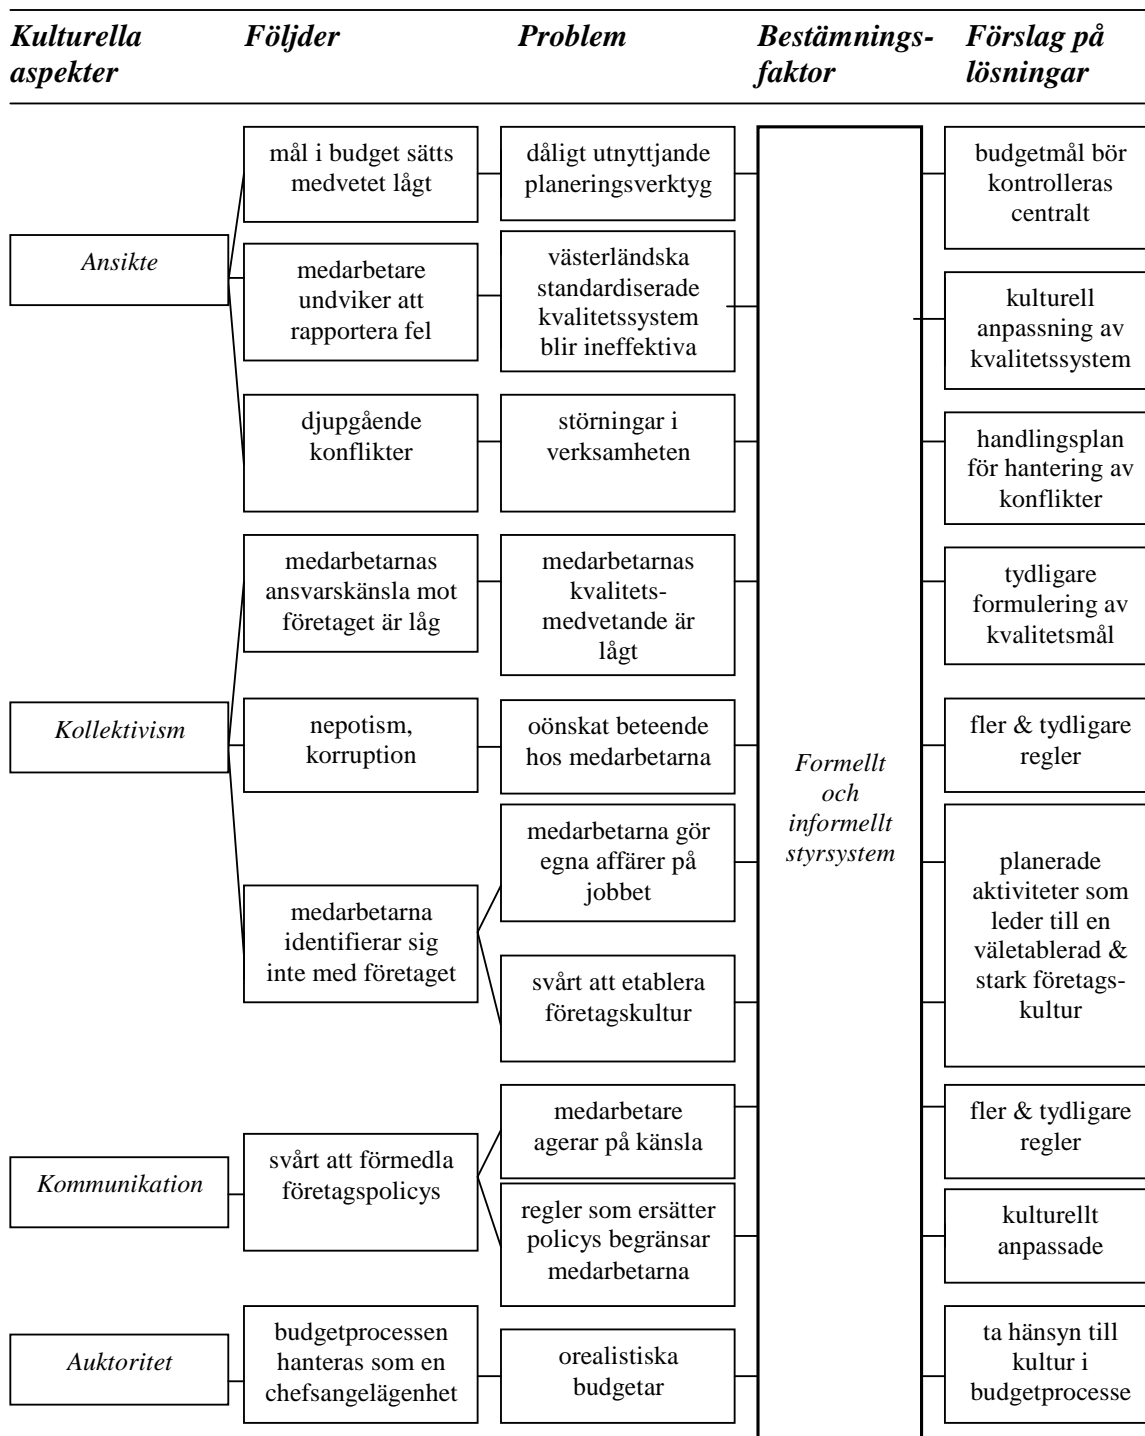 Kulturella
aspekter
Följder
Problem
Bestämnings-
faktor
Förslag på
lösningar
Ansikte
mål i budget sätts
medvetet lågt
dåligt utnyttjande
planeringsverktyg
budgetmål bör
kontrolleras
centralt
medarbetare
undviker att
rapportera fel
västerländska
standardiserade
kvalitetssystem
blir ineffektiva
kulturell
anpassning av
kvalitetssystem
djupgående
konflikter
störningar i
verksamheten
handlingsplan
för hantering av
konflikter
Kollektivism
medarbetarnas
ansvarskänsla mot
företaget är låg
medarbetarnas
kvalitets-
medvetande är
lågt
tydligare
formulering av
kvalitetsmål
nepotism,
korruption
oönskat beteende
hos medarbetarna
fler & tydligare
regler
Formellt
och
informellt
styrsystem
medarbetarna
identifierar sig
inte med företaget
medarbetarna gör
egna affärer på
jobbet
svårt att etablera
företagskultur
planerade
aktiviteter som
leder till en
väletablerad &
stark företags-
kultur
Kommunikation
svårt att förmedla
företagspolicys
medarbetare
agerar på känsla
fler & tydligare
regler
regler som ersätter
policys begränsar
medarbetarna
kulturellt
anpassade
Auktoritet
budgetprocessen
hanteras som en
chefsangelägenhet
orealistiska
budgetar
ta hänsyn till
kultur i
budgetprocesse